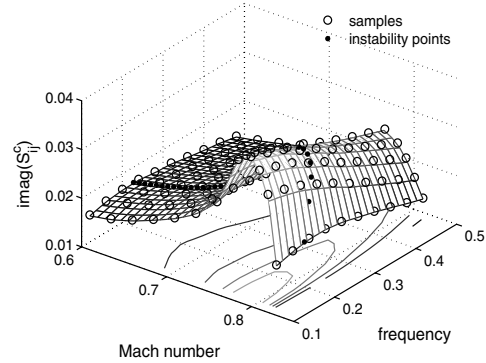 samples
instability points
0.04
0.03
0.02
0.01
imag(S^c_ij)
0.6
0.7
0.8
Mach number
0.1
0.2
0.3
0.4
0.5
frequency